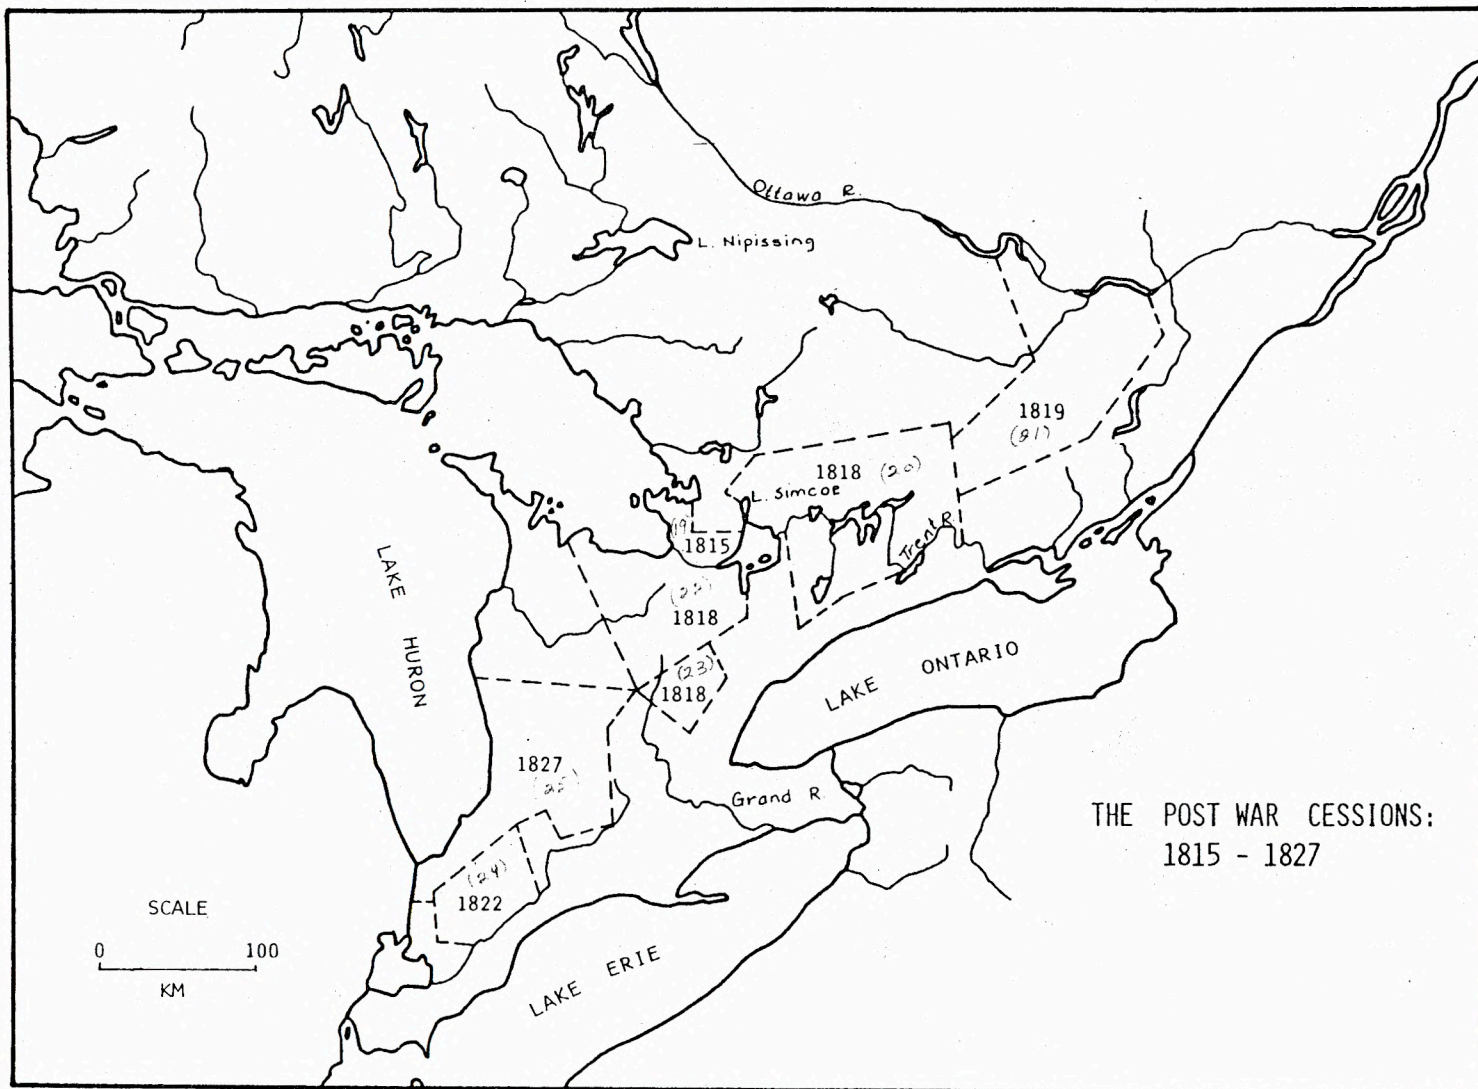 Ottawa R.
L. Nipissing
1819
(21)
1818 (20)
L. Simcoe
(19)
1815
Trent R.
LAKE HURON
(22)
1818
(23)
1818
LAKE ONTARIO
1827
(25)
Grand R.
THE POST WAR CESSIONS:
1815 - 1827
(24)
1822
SCALE
0 100
KM
LAKE ERIE